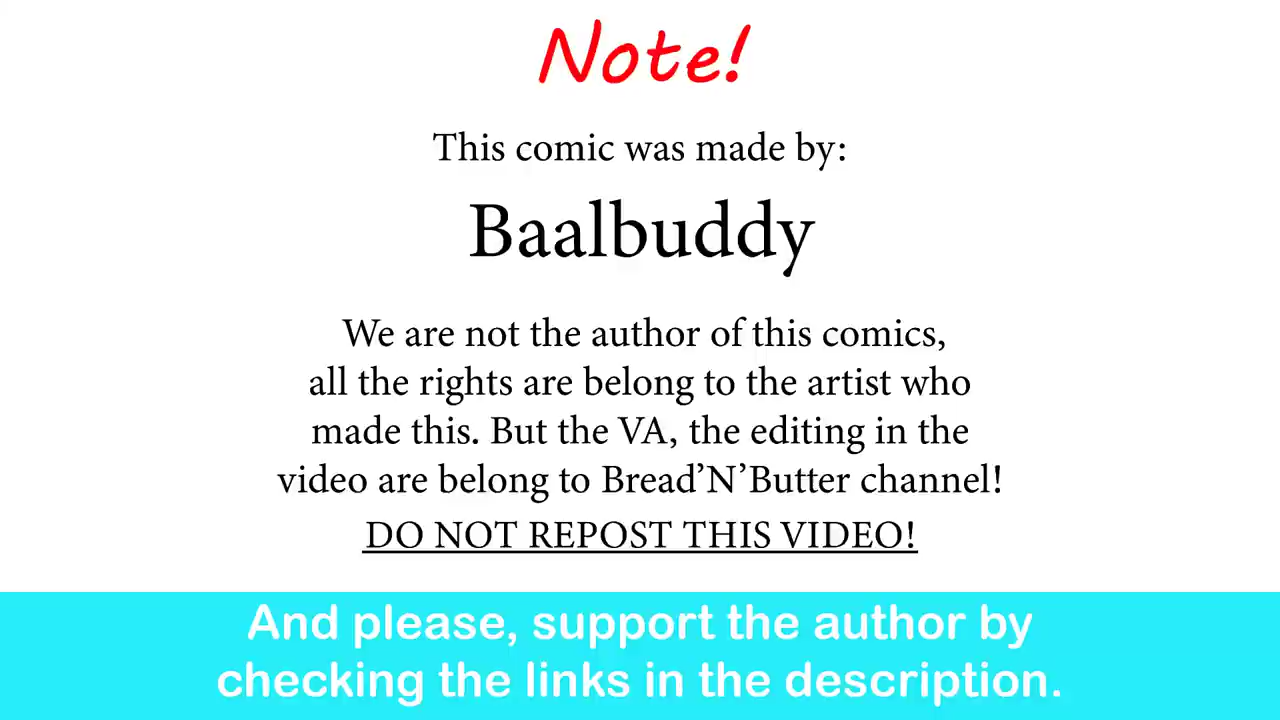 Note!
This comic was made by:
Baalbuddy
We are not the author of this comics,
all the rights are belong to the artist who
made this. But the VA, the editing in the
video are belong to Bread’N’Butter channel!
DO NOT REPOST THIS VIDEO!
And please, support the author by
checking the links in the description.